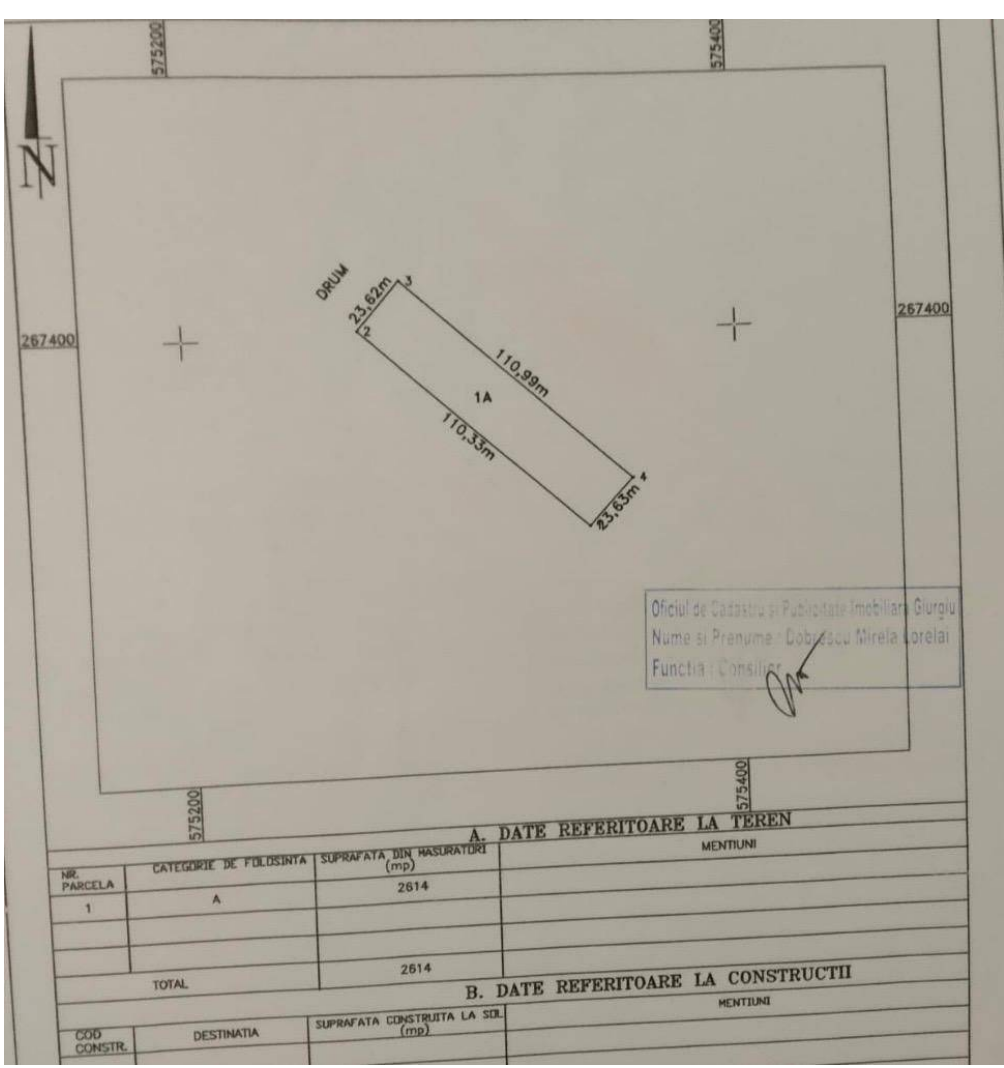 575200
575400
N
DRUM
267400
267400
23,62m
3
2
110,99m
1A
110,33m
23,63m
Oficiul de Cadastru si Publicitate Imobiliara Giurgiu
Nume si Prenume : Dobrescu Mirela Lorelai
Functia : Consilier
575200
575400
A. DATE REFERITOARE LA TEREN
NR. PARCELA
CATEGORIE DE FOLOSINTA
SUPRAFATA DIN MASURATORI
(mp)
MENTIUNI
1
A
2614
TOTAL
2614
B. DATE REFERITOARE LA CONSTRUCTII
COD CONSTR.
DESTINATIA
SUPRAFATA CONSTRUITA LA SOL
(mp)
MENTIUNI